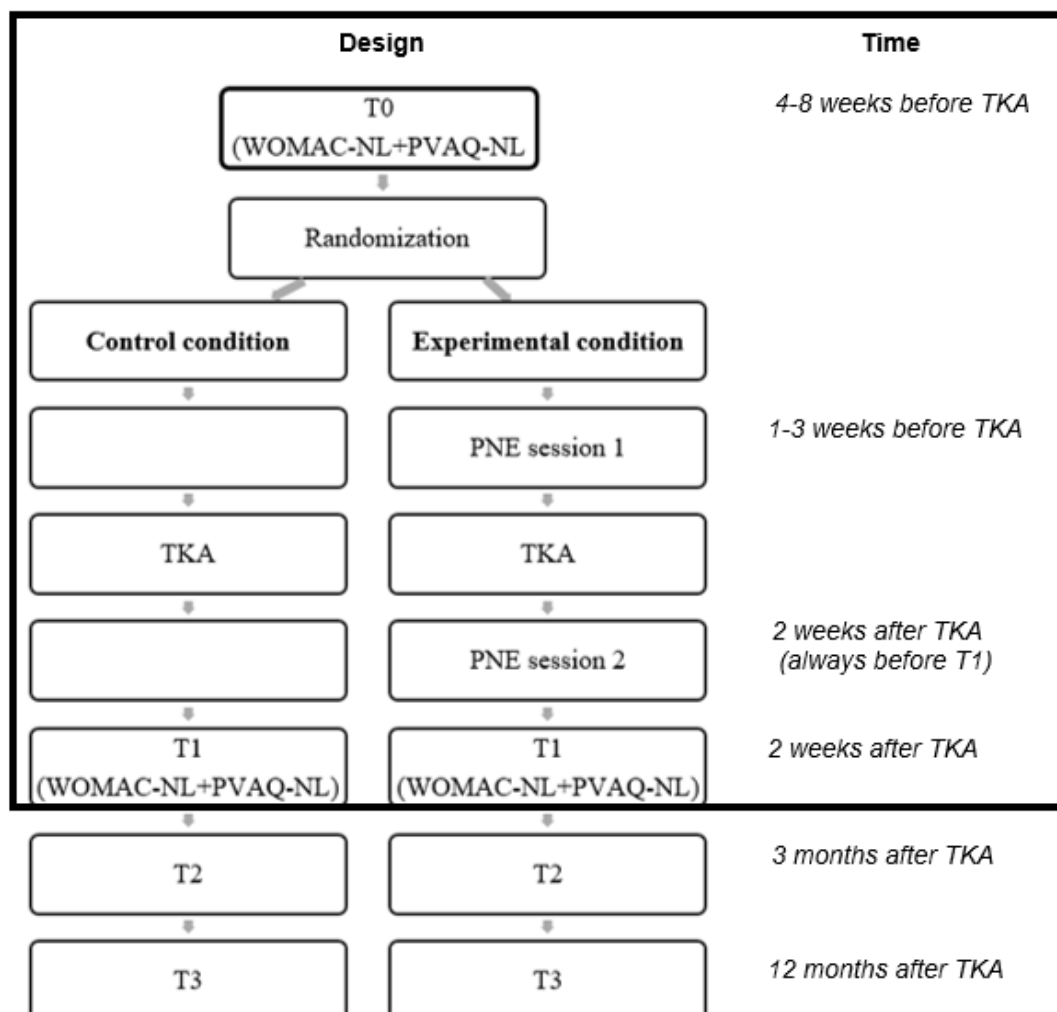 Design Time
T0 4-8 weeks before TKA
(WOMAC-NL+PVAQ-NL
Randomization
Control condition Experimental condition
PNE session 1 1-3 weeks before TKA
TKA TKA
PNE session 2 2 weeks after TKA
(always before T1)
T1 T1 2 weeks after TKA
(WOMAC-NL+PVAQ-NL) (WOMAC-NL+PVAQ-NL)
T2 T2 3 months after TKA
T3 T3 12 months after TKA